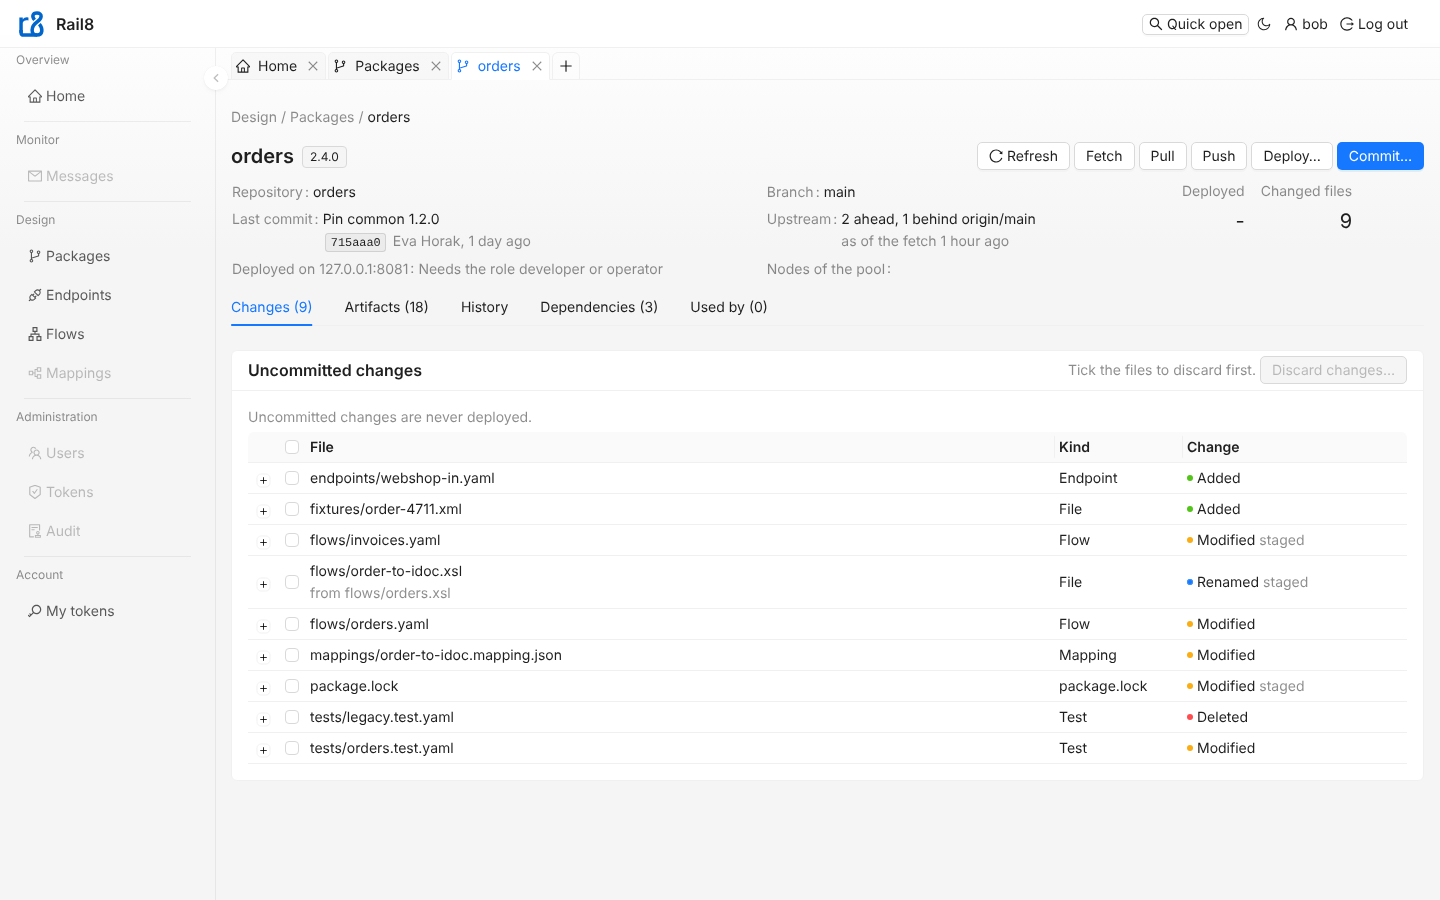 Rail8
Quick open
bob
Log out
Overview
Home
Monitor
Messages
Design
Packages
Endpoints
Flows
Mappings
Administration
Users
Tokens
Audit
Account
My tokens
Home
Packages
orders
Design / Packages / orders
orders 2.4.0
Refresh
Fetch
Pull
Push
Deploy...
Commit...
Repository: orders
Branch: main
Deployed
-
Changed files
9
Last commit: Pin common 1.2.0
715aaa0 Eva Horak, 1 day ago
Upstream: 2 ahead, 1 behind origin/main
as of the fetch 1 hour ago
Deployed on 127.0.0.1:8081: Needs the role developer or operator
Nodes of the pool:
Changes (9)
Artifacts (18)
History
Dependencies (3)
Used by (0)
Uncommitted changes
Tick the files to discard first.
Discard changes...
Uncommitted changes are never deployed.
File Kind Change
+ endpoints/webshop-in.yaml Endpoint Added
+ fixtures/order-4711.xml File Added
+ flows/invoices.yaml Flow Modified staged
+ flows/order-to-idoc.xsl File Renamed staged
from flows/orders.xsl
+ flows/orders.yaml Flow Modified
+ mappings/order-to-idoc.mapping.json Mapping Modified
+ package.lock package.lock Modified staged
+ tests/legacy.test.yaml Test Deleted
+ tests/orders.test.yaml Test Modified